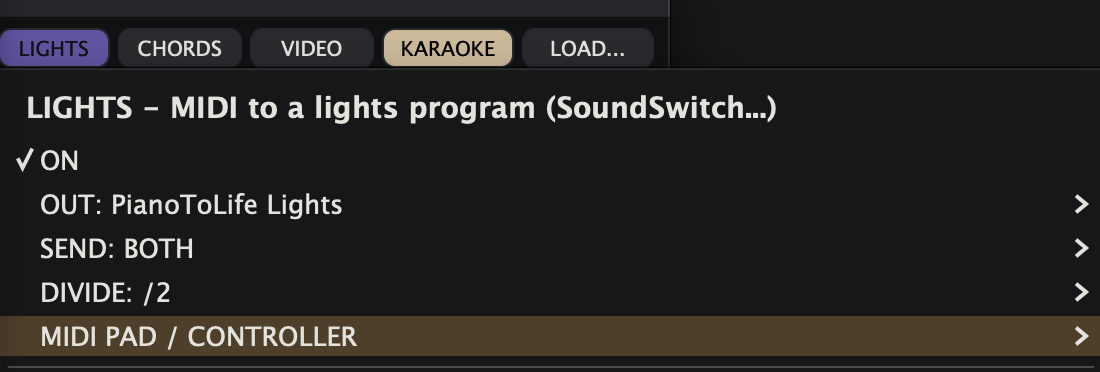 LIGHTS CHORDS VIDEO KARAOKE LOAD...
LIGHTS – MIDI to a lights program (SoundSwitch...)
✓ ON
OUT: PianoToLife Lights >
SEND: BOTH >
DIVIDE: /2 >
MIDI PAD / CONTROLLER >